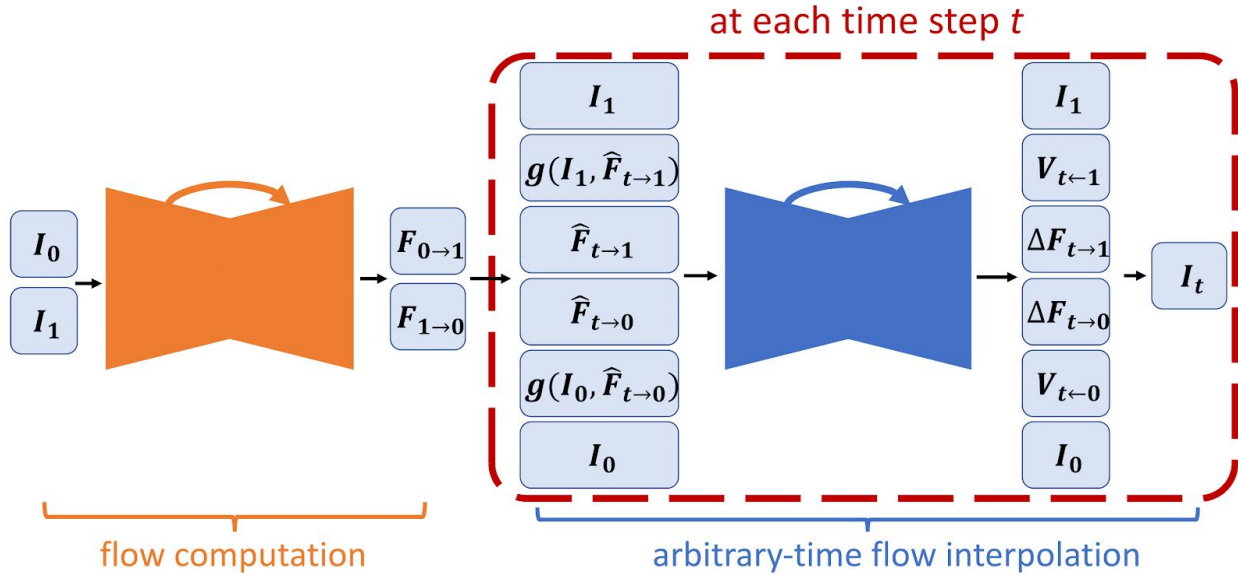 at each time step t
I₀
I₁
F₀→₁
F₁→₀
I₁
g(I₁, F̂ₜ→₁)
F̂ₜ→₁
F̂ₜ→₀
g(I₀, F̂ₜ→₀)
I₀
I₁
Vₜ←₁
ΔFₜ→₁
ΔFₜ→₀
Vₜ←₀
I₀
Iₜ
flow computation
arbitrary-time flow interpolation